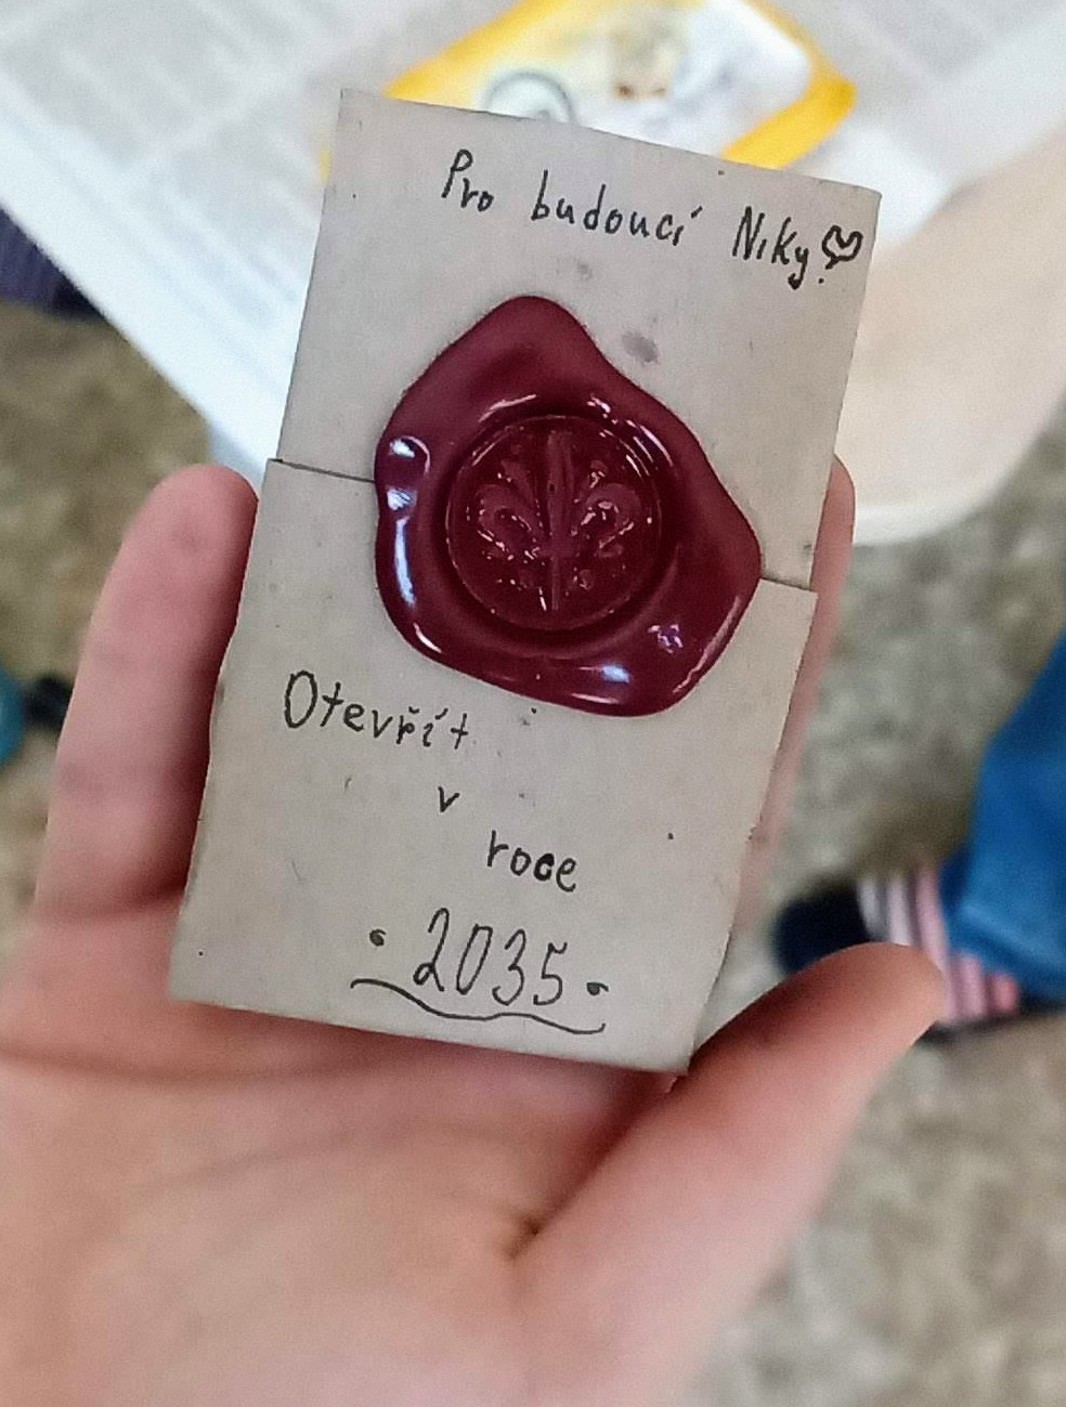 Pro budoucí Niky♡
Otevřít
v
roce
• 2035 •